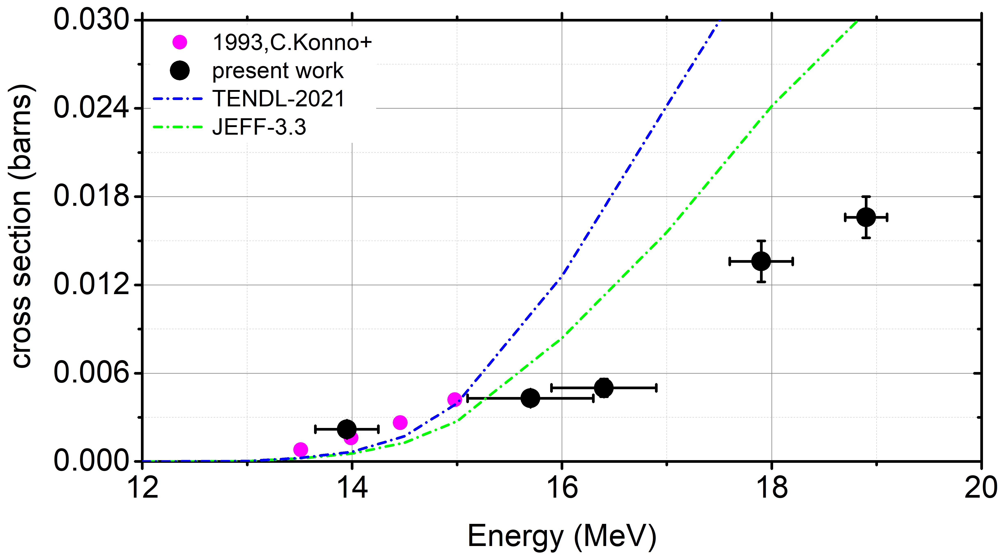 0.030
0.024
0.018
0.012
0.006
0.000
cross section (barns)
1993,C.Konno+
present work
TENDL-2021
JEFF-3.3
12
14
16
18
20
Energy (MeV)